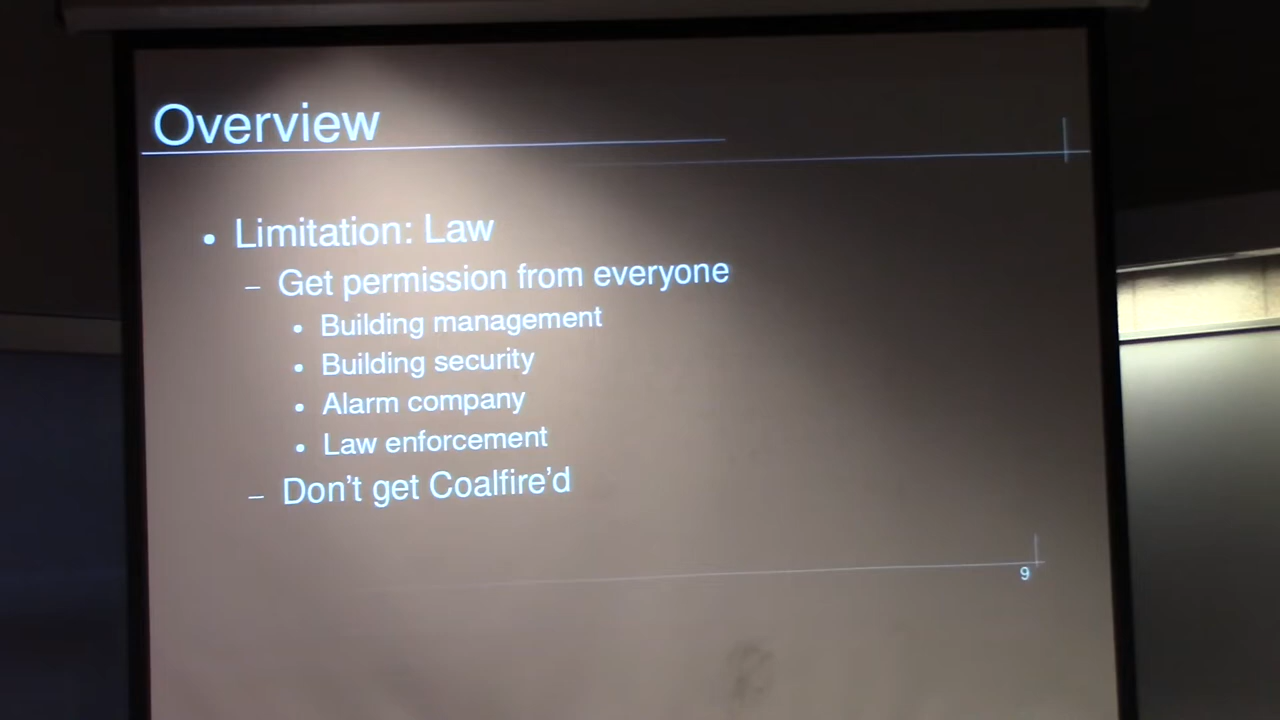 Overview
• Limitation: Law
– Get permission from everyone
• Building management
• Building security
• Alarm company
• Law enforcement
– Don't get Coalfire'd
9